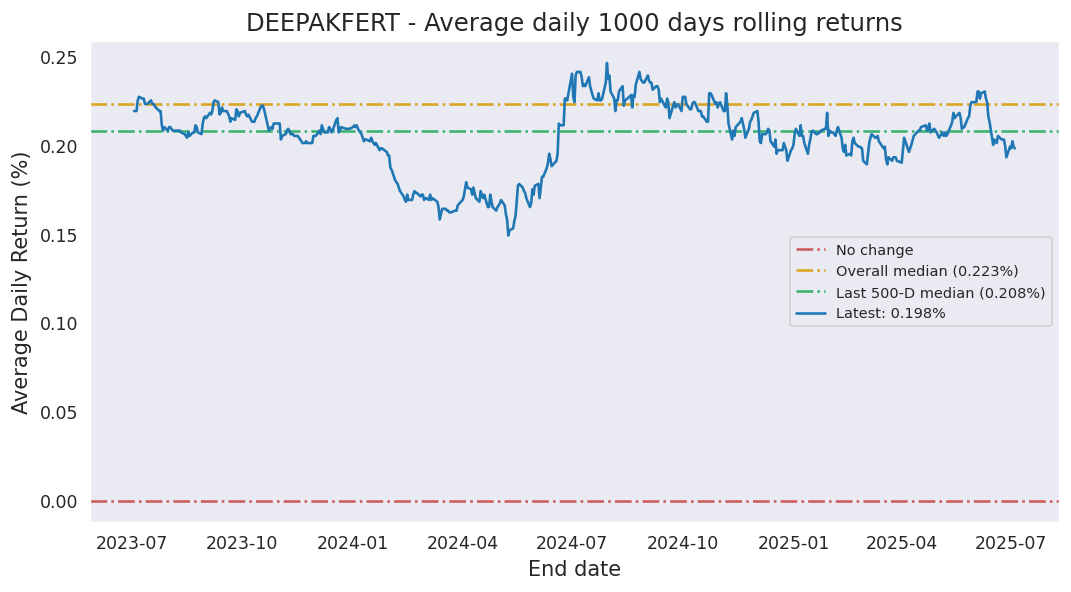 DEEPAKFERT - Average daily 1000 days rolling returns
Average Daily Return (%)
0.25
0.20
0.15
0.10
0.05
0.00
No change
Overall median (0.223%)
Last 500-D median (0.208%)
Latest: 0.198%
2023-07 2023-10 2024-01 2024-04 2024-07 2024-10 2025-01 2025-04 2025-07
End date